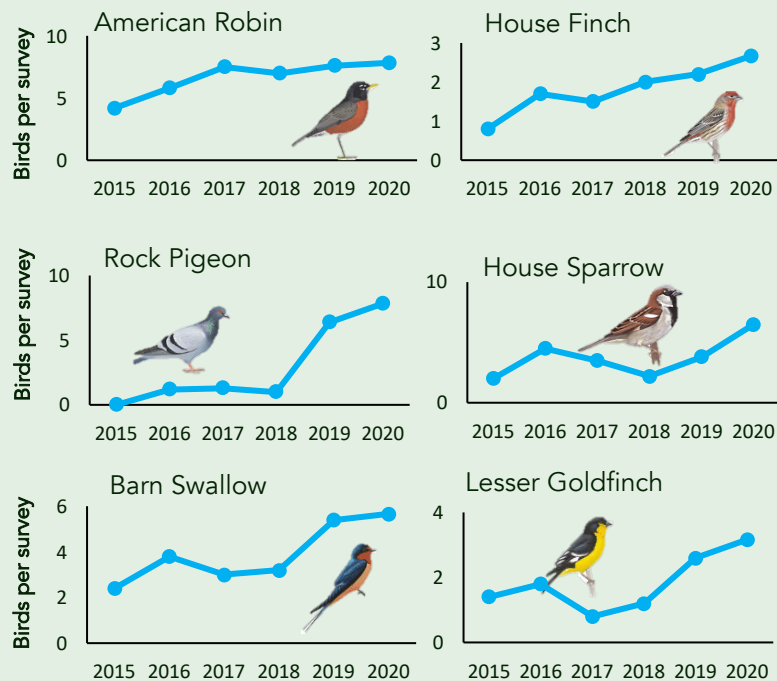 American Robin
Birds per survey
10
5
0
2015 2016 2017 2018 2019 2020
House Finch
3
2
1
0
2015 2016 2017 2018 2019 2020
Rock Pigeon
Birds per survey
10
5
0
2015 2016 2017 2018 2019 2020
House Sparrow
10
0
2015 2016 2017 2018 2019 2020
Barn Swallow
Birds per survey
6
4
2
0
2015 2016 2017 2018 2019 2020
Lesser Goldfinch
4
2
0
2015 2016 2017 2018 2019 2020